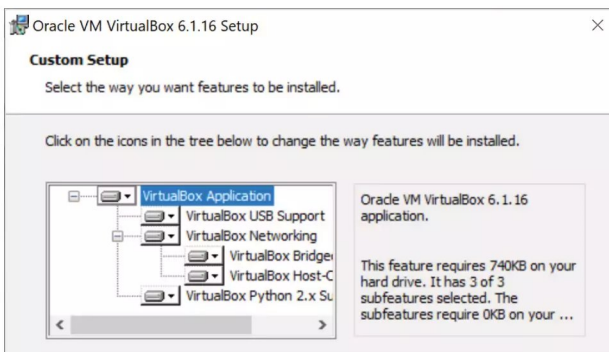 Oracle VM VirtualBox 6.1.16 Setup
Custom Setup
Select the way you want features to be installed.
Click on the icons in the tree below to change the way features will be installed.
VirtualBox Application
VirtualBox USB Support
VirtualBox Networking
VirtualBox Bridge
VirtualBox Host-C
VirtualBox Python 2.x Su
Oracle VM VirtualBox 6.1.16
application.
This feature requires 740KB on your
hard drive. It has 3 of 3
subfeatures selected. The
subfeatures require 0KB on your ...